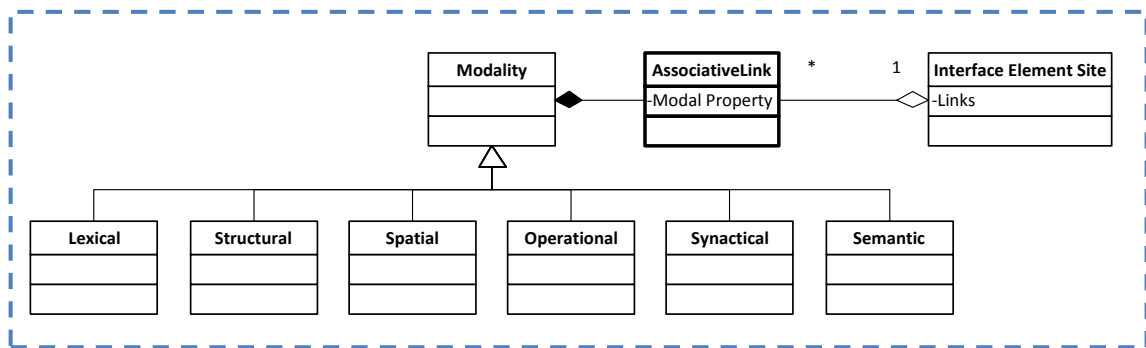 Modality
AssociativeLink
* 1
Interface Element Site
-Modal Property
-Links
Lexical
Structural
Spatial
Operational
Synactical
Semantic